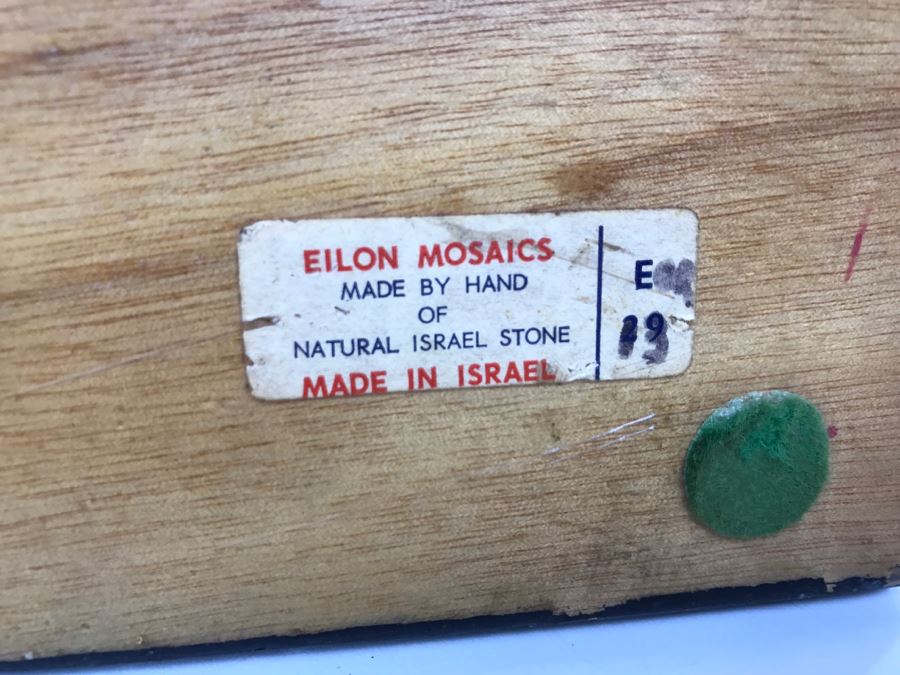 EILON MOSAICS
MADE BY HAND
OF
NATURAL ISRAEL STONE
MADE IN ISRAEL
E